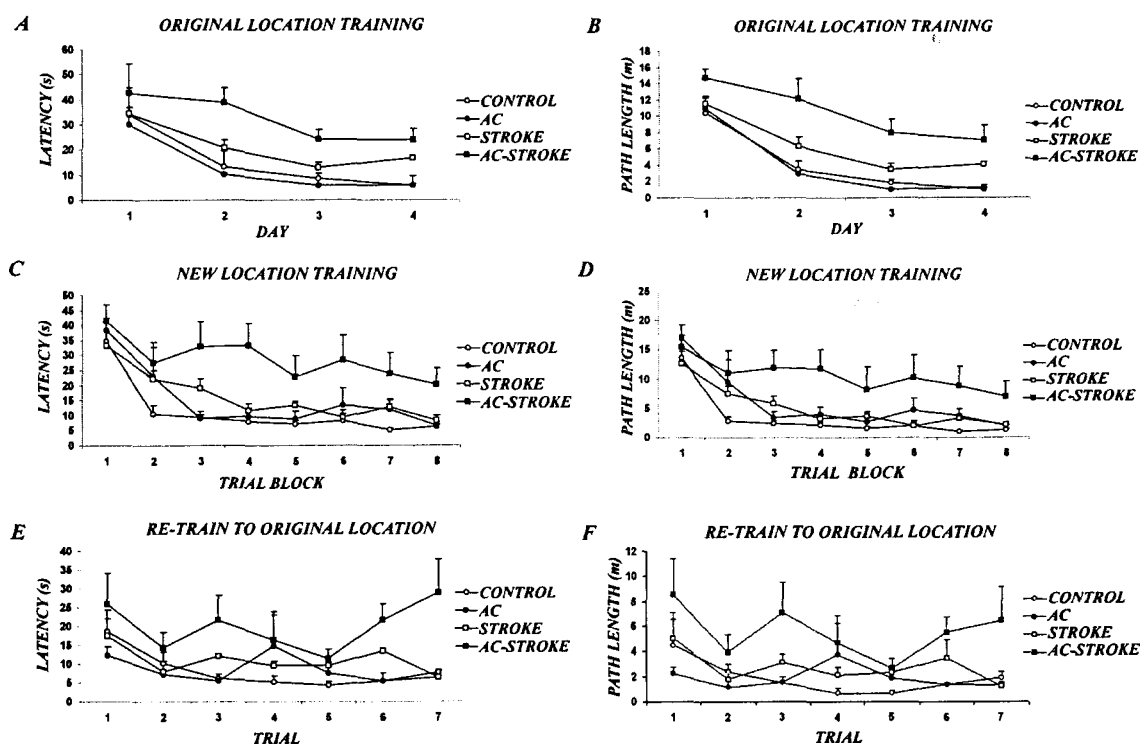 A
ORIGINAL LOCATION TRAINING
LATENCY (s)
60
50
40
30
20
10
0
1 2 3 4
DAY
CONTROL
AC
STROKE
AC-STROKE
B
ORIGINAL LOCATION TRAINING
PATH LENGTH (m)
18
16
14
12
10
8
6
4
2
0
1 2 3 4
DAY
CONTROL
AC
STROKE
AC-STROKE
C
NEW LOCATION TRAINING
LATENCY (s)
50
45
40
35
30
25
20
15
10
5
0
1 2 3 4 5 6 7 8
TRIAL BLOCK
CONTROL
AC
STROKE
AC-STROKE
D
NEW LOCATION TRAINING
PATH LENGTH (m)
25
20
15
10
5
0
1 2 3 4 5 6 7 8
TRIAL BLOCK
CONTROL
AC
STROKE
AC-STROKE
E
RE-TRAIN TO ORIGINAL LOCATION
LATENCY (s)
40
35
30
25
20
15
10
5
0
1 2 3 4 5 6 7
TRIAL
CONTROL
AC
STROKE
AC-STROKE
F
RE-TRAIN TO ORIGINAL LOCATION
PATH LENGTH (m)
12
10
8
6
4
2
0
1 2 3 4 5 6 7
TRIAL
CONTROL
AC
STROKE
AC-STROKE